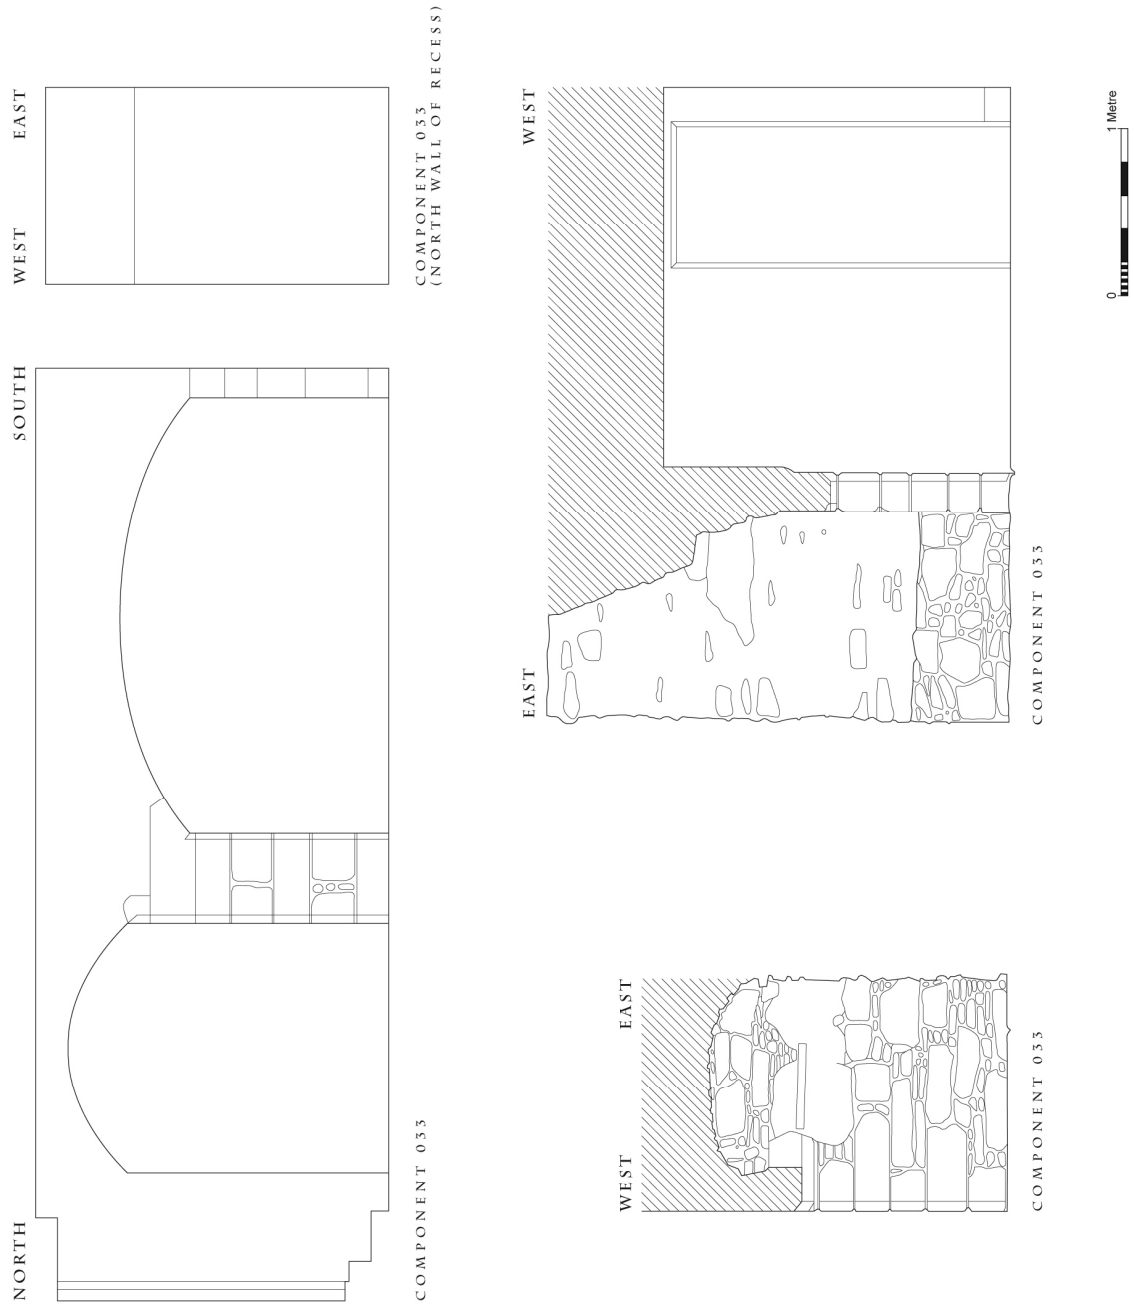 NORTH
SOUTH
COMPONENT 033
WEST
EAST
COMPONENT 033
(NORTH WALL OF RECESS)
WEST
EAST
COMPONENT 033
EAST
WEST
COMPONENT 033
0
1 Metre